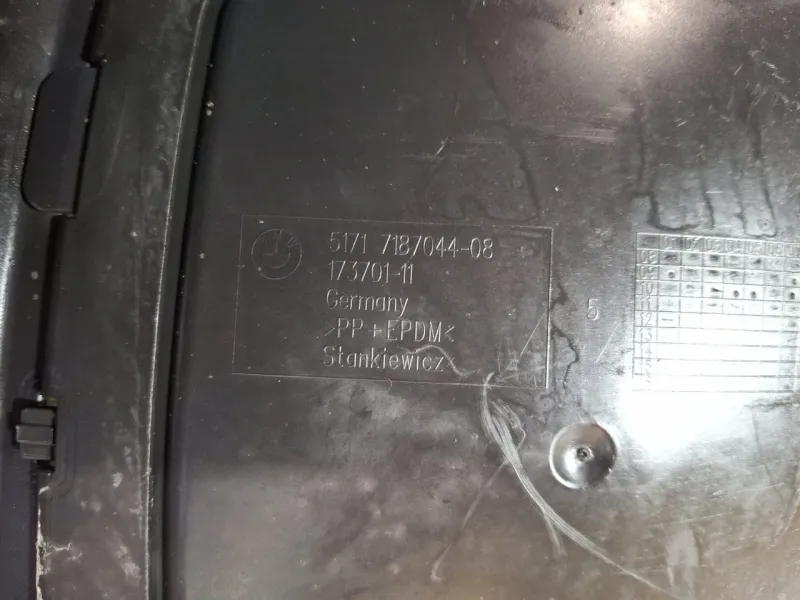 5171 7187044-08
173701-11
Germany
>PP+EPDM<
Stankiewicz
5